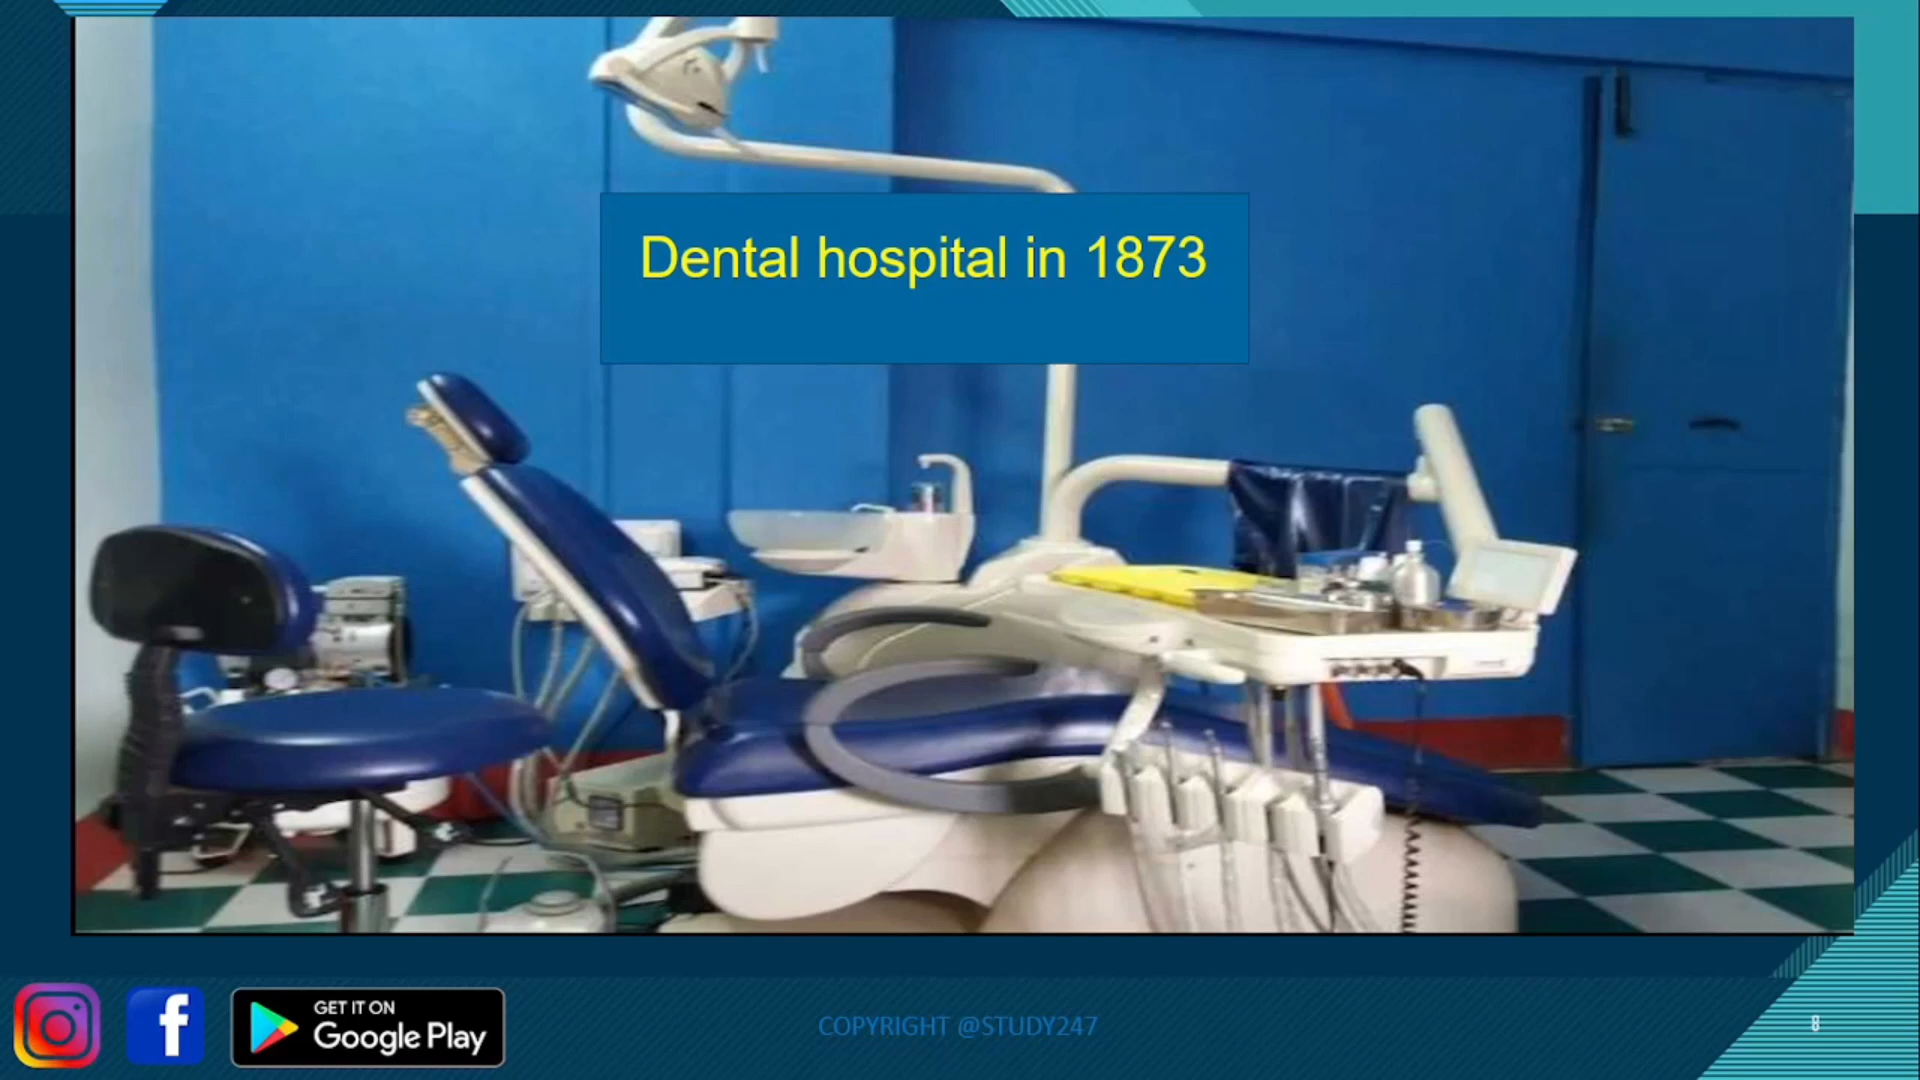 Dental hospital in 1873
GET IT ON
Google Play
COPYRIGHT @STUDY247
8